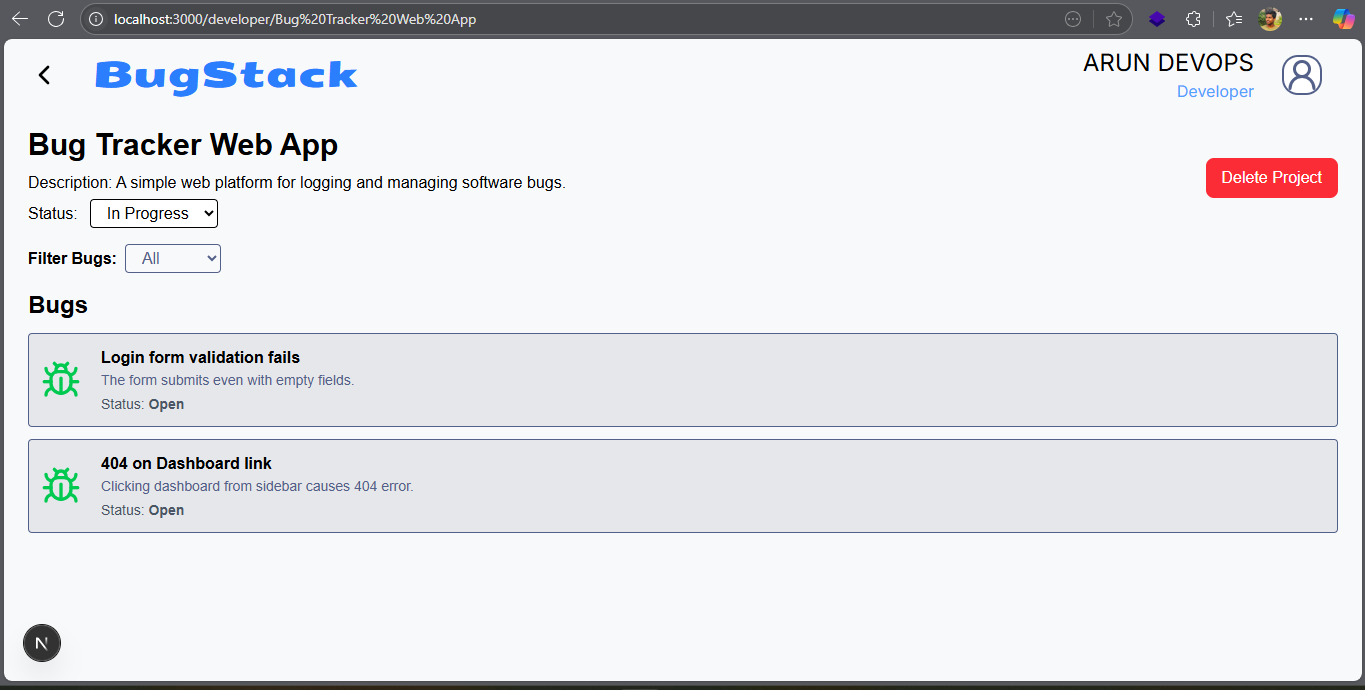 localhost:3000/developer/Bug%20Tracker%20Web%20App
BugStack
ARUN DEVOPS
Developer
Bug Tracker Web App
Description: A simple web platform for logging and managing software bugs.
Delete Project
Status: In Progress
Filter Bugs: All
Bugs
Login form validation fails
The form submits even with empty fields.
Status: Open
404 on Dashboard link
Clicking dashboard from sidebar causes 404 error.
Status: Open
N